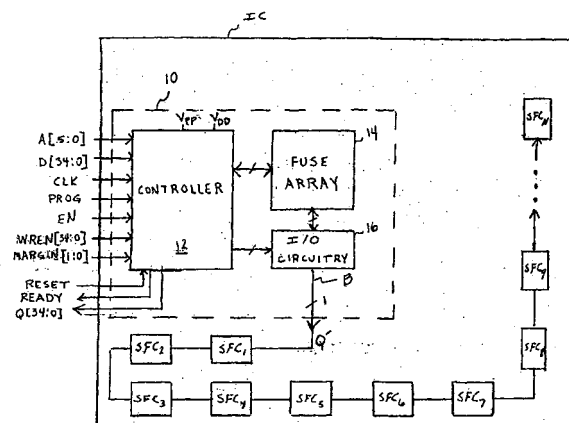 IC
10
VPP VDD
A[5:0]
D[34:0]
CLK
PROG
EN
WREN[34:0]
MARGIN[1:0]
RESET
READY
Q[34:0]
CONTROLLER
12
14
FUSE
ARRAY
16
I/O
CIRCUITRY
B
1
Q'
SFC2
SFC1
SFC3
SFC4
SFC5
SFC6
SFC7
SFC8
SFC9
SFCN